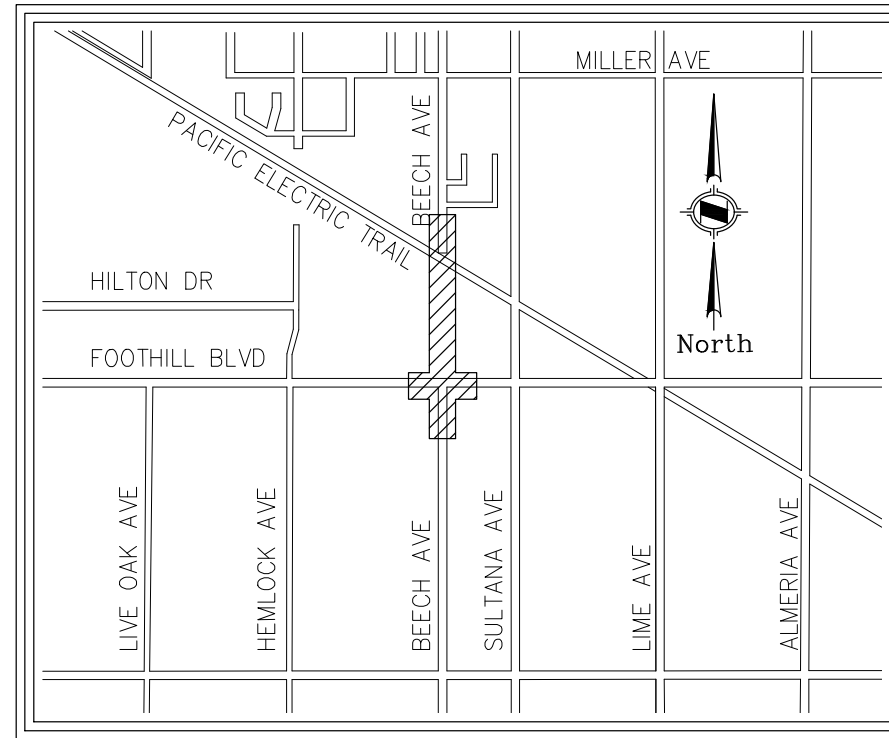 MILLER AVE
BEECH AVE
PACIFIC ELECTRIC TRAIL
HILTON DR
North
FOOTHILL BLVD
LIVE OAK AVE
HEMLOCK AVE
BEECH AVE
SULTANA AVE
LIME AVE
ALMERIA AVE